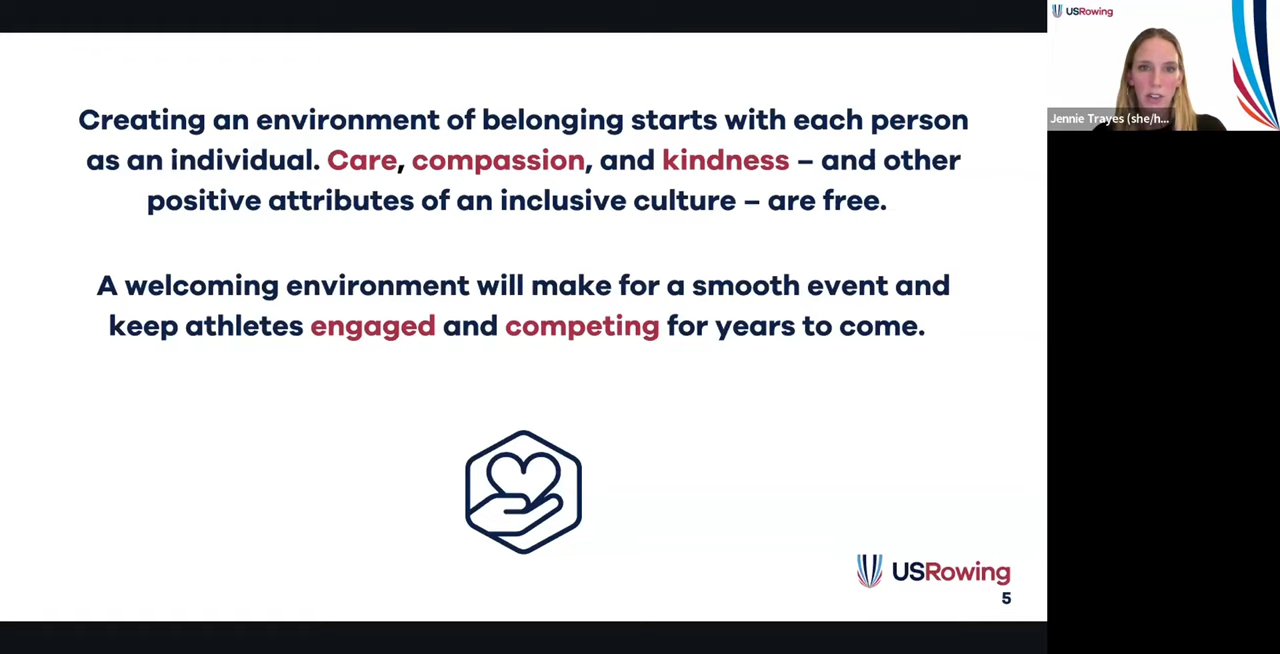 Creating an environment of belonging starts with each person
as an individual. Care, compassion, and kindness – and other
positive attributes of an inclusive culture – are free.
A welcoming environment will make for a smooth event and
keep athletes engaged and competing for years to come.
USRowing
5
USRowing
Jennie Trayes (she/h...